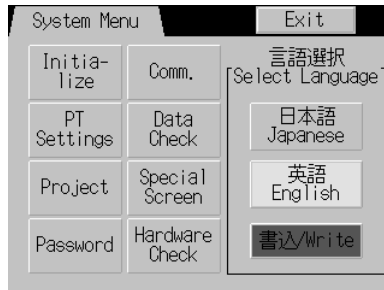 System Menu
Exit
Initia-
lize
Comm.
PT
Settings
Data
Check
Project
Special
Screen
Password
Hardware
Check
言語選択
Select Language
日本語
Japanese
英語
English
書込/Write